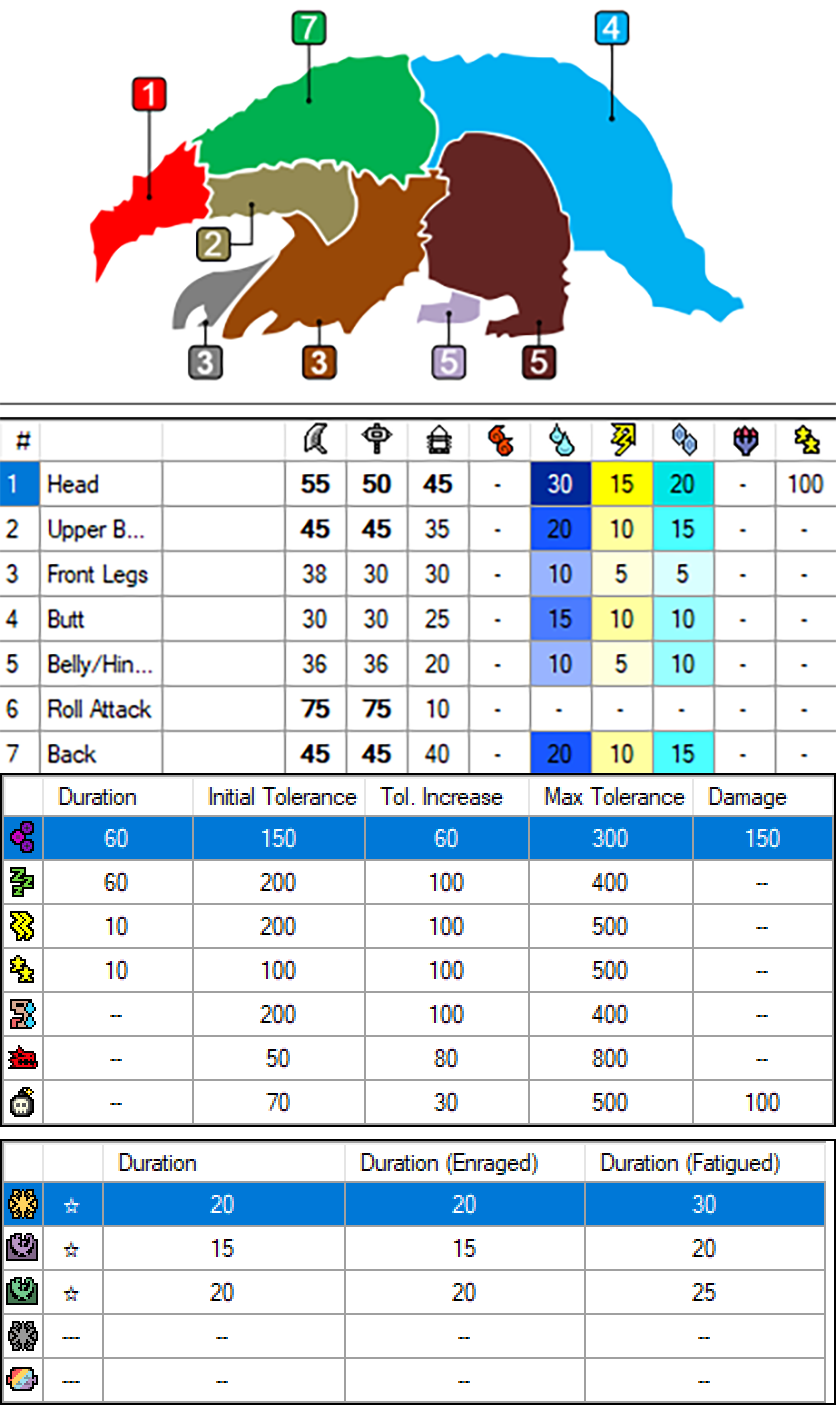 7
4
1
2
3
3
5
5
#
1 Head 55 50 45 - 30 15 20 - 100
2 Upper B... 45 45 35 - 20 10 15 - -
3 Front Legs 38 30 30 - 10 5 5 - -
4 Butt 30 30 25 - 15 10 10 - -
5 Belly/Hin... 36 36 20 - 10 5 10 - -
6 Roll Attack 75 75 10 - - - - - -
7 Back 45 45 40 - 20 10 15 - -
Duration Initial Tolerance Tol. Increase Max Tolerance Damage
60 150 60 300 150
60 200 100 400 --
10 200 100 500 --
10 100 100 500 --
-- 200 100 400 --
-- 50 80 800 --
-- 70 30 500 100
Duration Duration (Enraged) Duration (Fatigued)
☆ 20 20 30
☆ 15 15 20
☆ 20 20 25
--- -- -- --
--- -- -- --